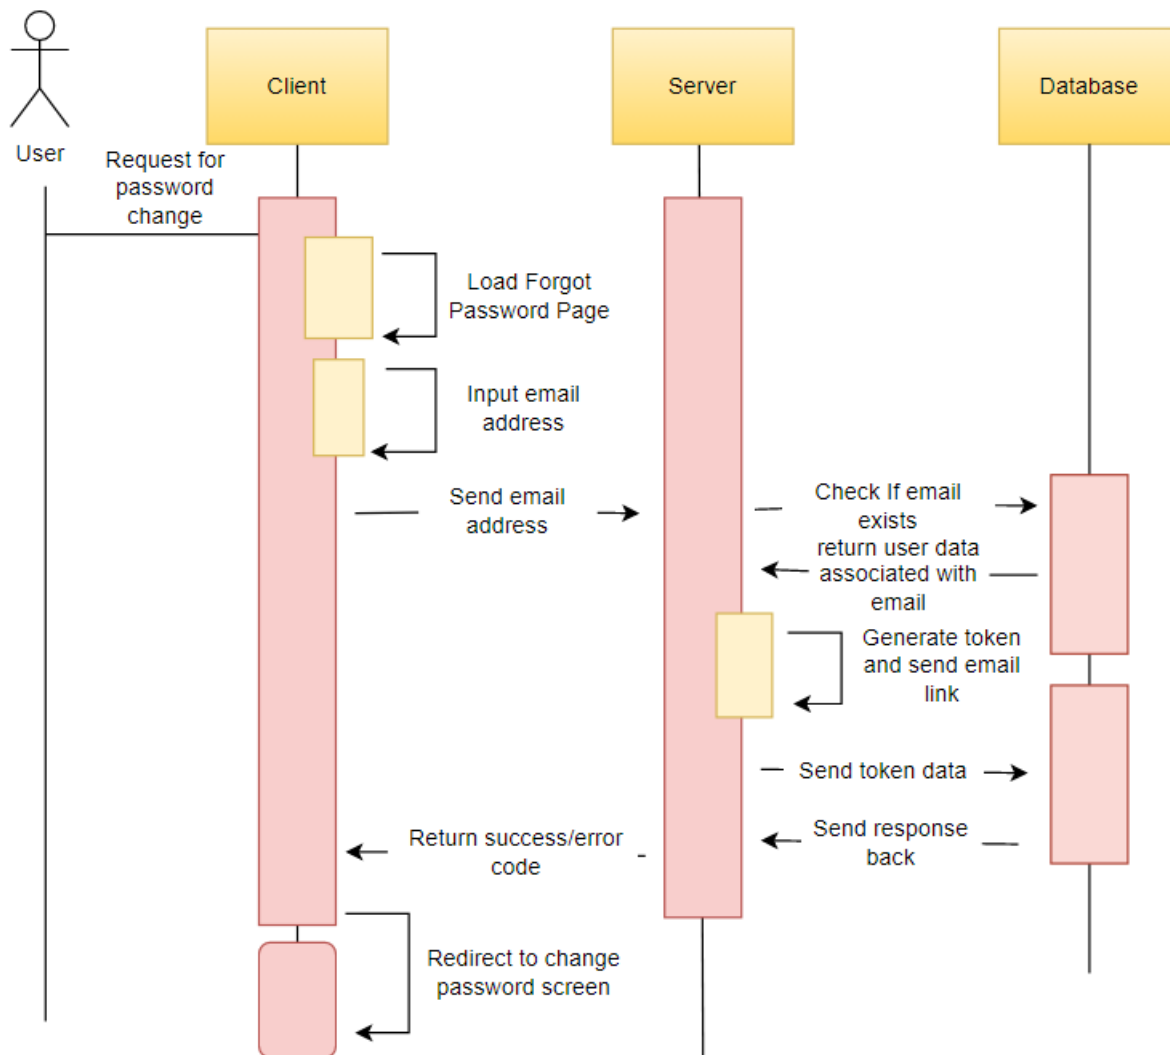 Client
Server
Database
User
Request for
password
change
Load Forgot
Password Page
Input email
address
Send email
address
Check If email
exists
return user data
associated with
email
Generate token
and send email
link
Send token data
Send response
back
Return success/error
code
Redirect to change
password screen